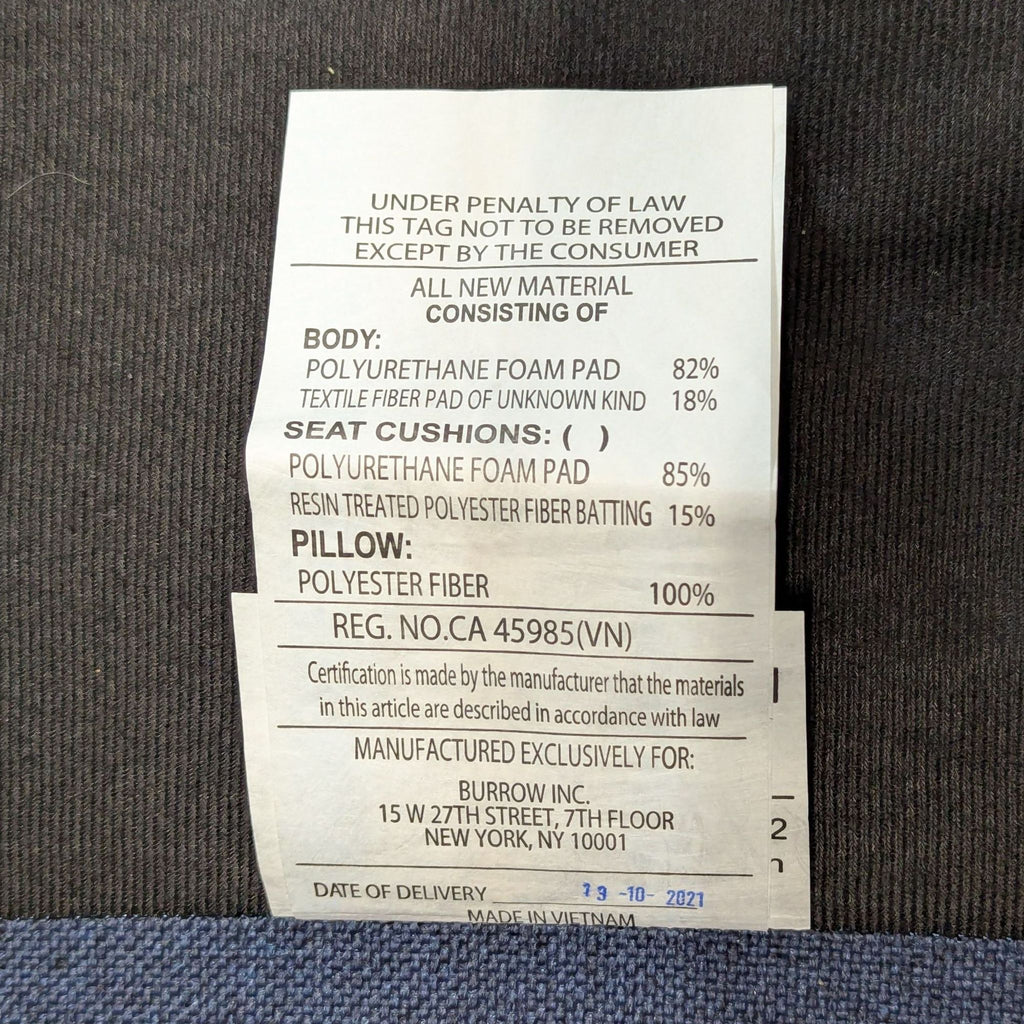 UNDER PENALTY OF LAW
THIS TAG NOT TO BE REMOVED
EXCEPT BY THE CONSUMER
ALL NEW MATERIAL
CONSISTING OF
BODY:
POLYURETHANE FOAM PAD 82%
TEXTILE FIBER PAD OF UNKNOWN KIND 18%
SEAT CUSHIONS: ( )
POLYURETHANE FOAM PAD 85%
RESIN TREATED POLYESTER FIBER BATTING 15%
PILLOW:
POLYESTER FIBER 100%
REG. NO.CA 45985(VN)
Certification is made by the manufacturer that the materials
in this article are described in accordance with law
MANUFACTURED EXCLUSIVELY FOR:
BURROW INC.
15 W 27TH STREET, 7TH FLOOR
NEW YORK, NY 10001
DATE OF DELIVERY 19 -10- 2021
MADE IN VIETNAM
2